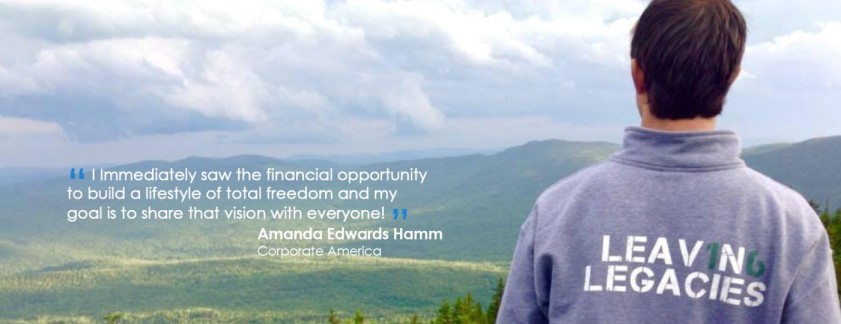 “ I Immediately saw the financial opportunity
to build a lifestyle of total freedom and my
goal is to share that vision with everyone! ”
Amanda Edwards Hamm
Corporate America
LEAV1N6
LEGACIES